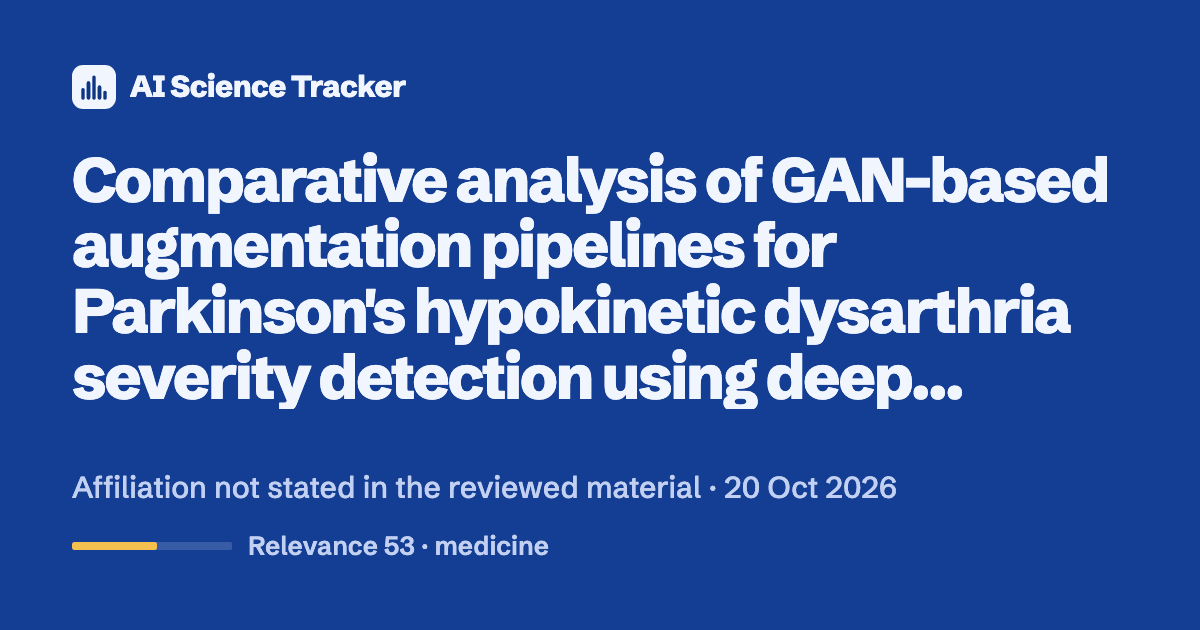 AI Science Tracker
Comparative analysis of GAN-based
augmentation pipelines for
Parkinson's hypokinetic dysarthria
severity detection using deep...
Affiliation not stated in the reviewed material · 20 Oct 2026
Relevance 53 · medicine